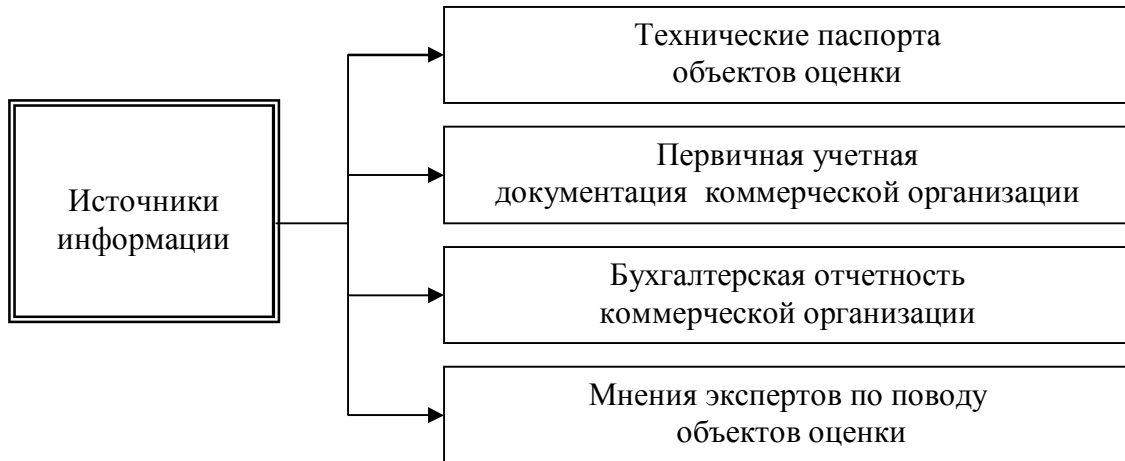 Источники
информации
Технические паспорта
объектов оценки
Первичная учетная
документация коммерческой организации
Бухгалтерская отчетность
коммерческой организации
Мнения экспертов по поводу
объектов оценки